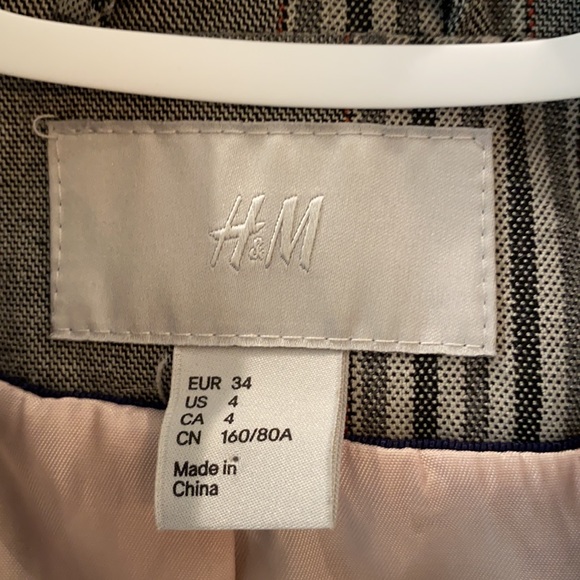 H&M
EUR 34
US 4
CA 4
CN 160/80A
Made in
China